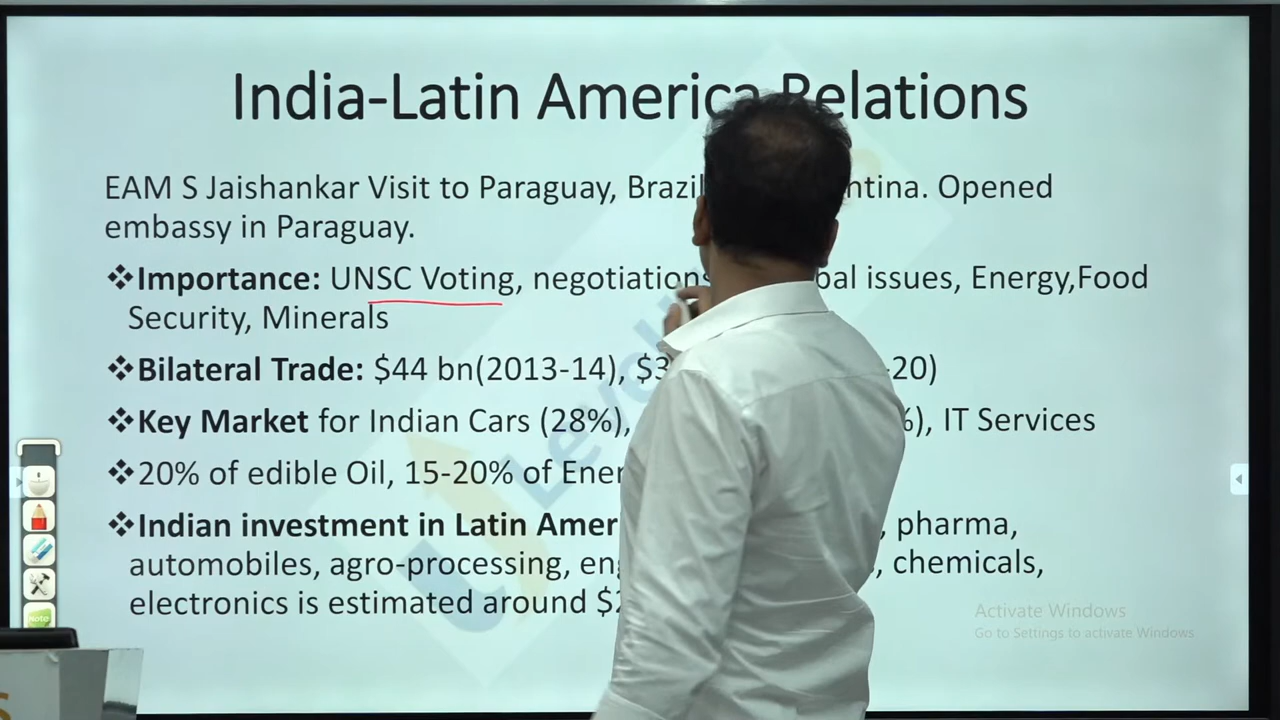 India-Latin America Relations
EAM S Jaishankar Visit to Paraguay, Brazil ntina. Opened
embassy in Paraguay.
❖Importance: UNSC Voting, negotiations bal issues, Energy,Food
Security, Minerals
❖Bilateral Trade: $44 bn(2013-14), $3 -20)
❖Key Market for Indian Cars (28%), %), IT Services
❖20% of edible Oil, 15-20% of Ener
❖Indian investment in Latin Amer , pharma,
automobiles, agro-processing, eng , chemicals,
electronics is estimated around $2
Activate Windows
Go to Settings to activate Windows.
Note